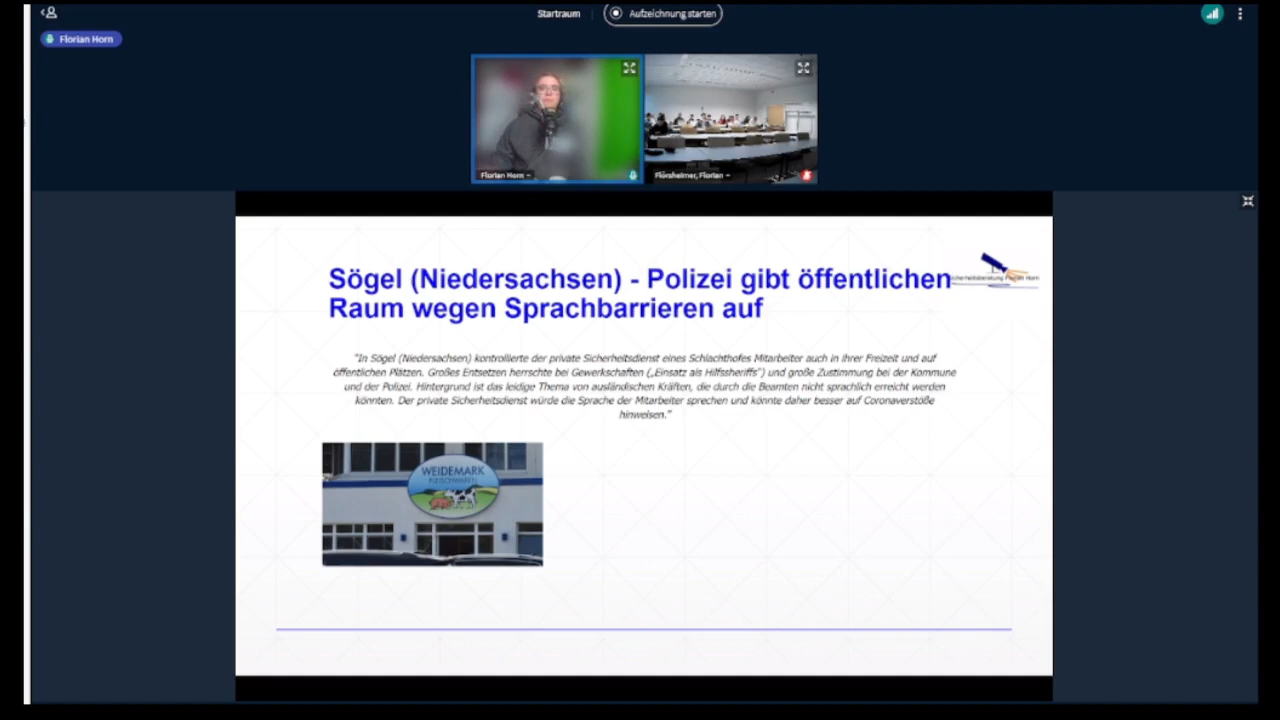 Startraum
Aufzeichnung starten
Florian Horn
Florian Horn
Flörsheimer, Florian
Sögel (Niedersachsen) - Polizei gibt öffentlichen
Raum wegen Sprachbarrieren auf
Sicherheitsberatung Florian Horn
"In Sögel (Niedersachsen) kontrollierte der private Sicherheitsdienst eines Schlachthofes Mitarbeiter auch in ihrer Freizeit und auf
öffentlichen Plätzen. Großes Entsetzen herrschte bei Gewerkschaften („Einsatz als Hilfssheriffs") und große Zustimmung bei der Kommune
und der Polizei. Hintergrund ist das leidige Thema von ausländischen Kräften, die durch die Beamten nicht sprachlich erreicht werden
könnten. Der private Sicherheitsdienst würde die Sprache der Mitarbeiter sprechen und könnte daher besser auf Coronaverstöße
hinweisen."
WEIDEMARK
FLEISCHWAREN